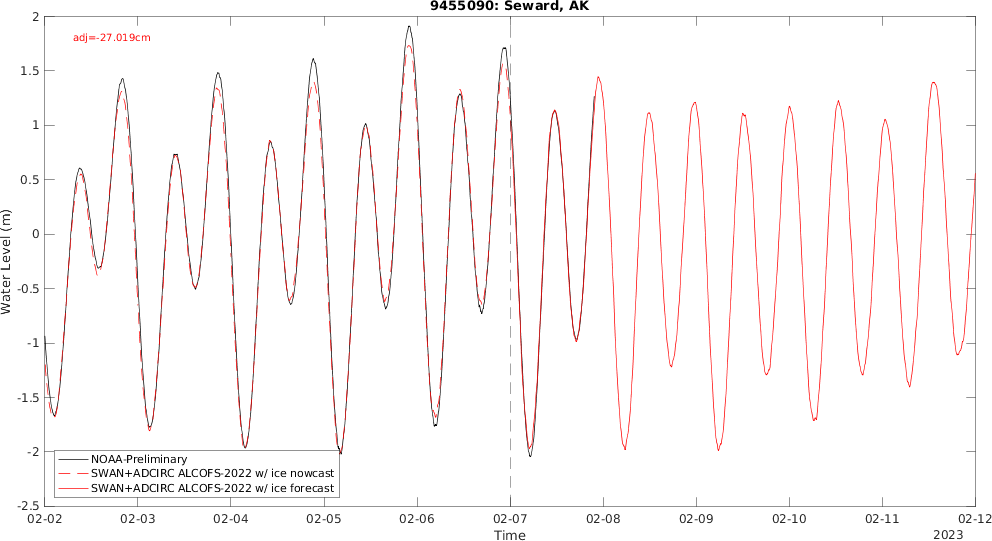 9455090: Seward, AK
adj=-27.019cm
2
1.5
1
0.5
0
-0.5
-1
-1.5
-2
-2.5
Water Level (m)
NOAA-Preliminary
SWAN+ADCIRC ALCOFS-2022 w/ ice nowcast
SWAN+ADCIRC ALCOFS-2022 w/ ice forecast
02-02 02-03 02-04 02-05 02-06 02-07 02-08 02-09 02-10 02-11 02-12
Time
2023